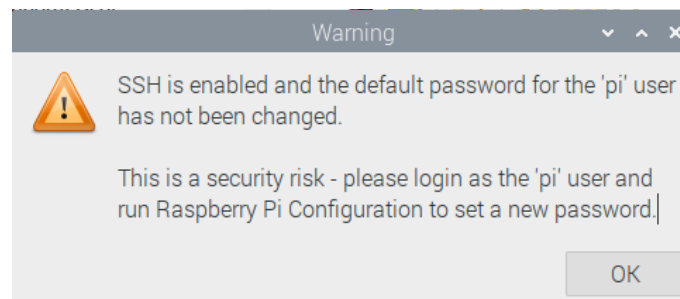 Warning
SSH is enabled and the default password for the 'pi' user
has not been changed.
This is a security risk - please login as the 'pi' user and
run Raspberry Pi Configuration to set a new password.
OK